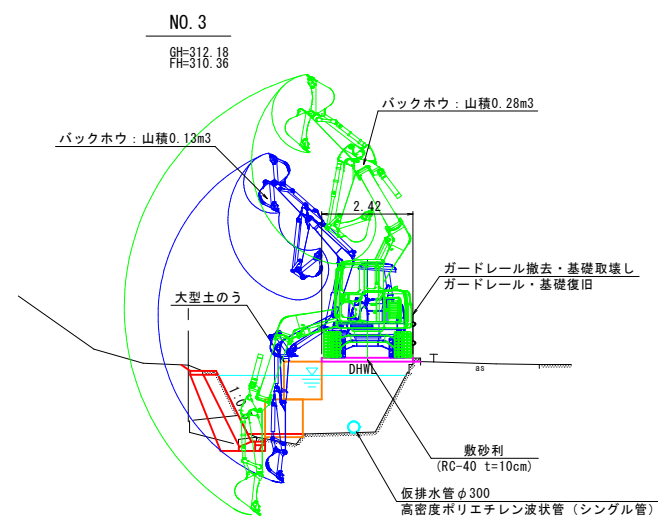 NO. 3
GH=312.18
FH=310.36
バックホウ：山積0.28m3
バックホウ：山積0.13m3
2.42
ガードレール撤去・基礎取壊し
ガードレール・基礎復旧
大型土のう
DHWL
as
敷砂利
(RC-40 t=10cm)
仮排水管φ300
高密度ポリエチレン波状管（シングル管）